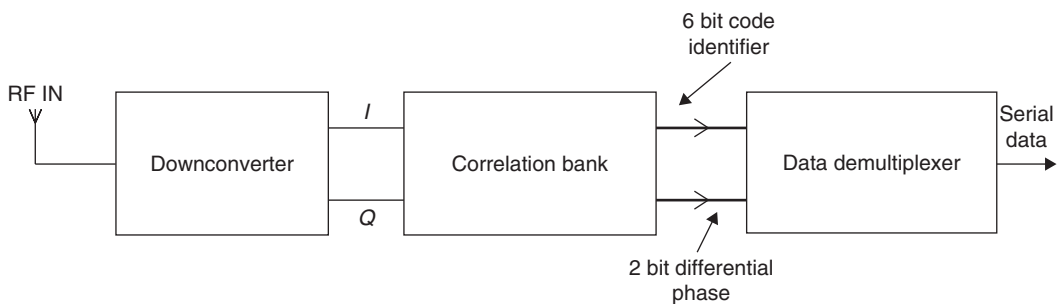 6 bit code
identifier
RF IN
I
Serial
data
Downconverter
Correlation bank
Data demultiplexer
Q
2 bit differential
phase